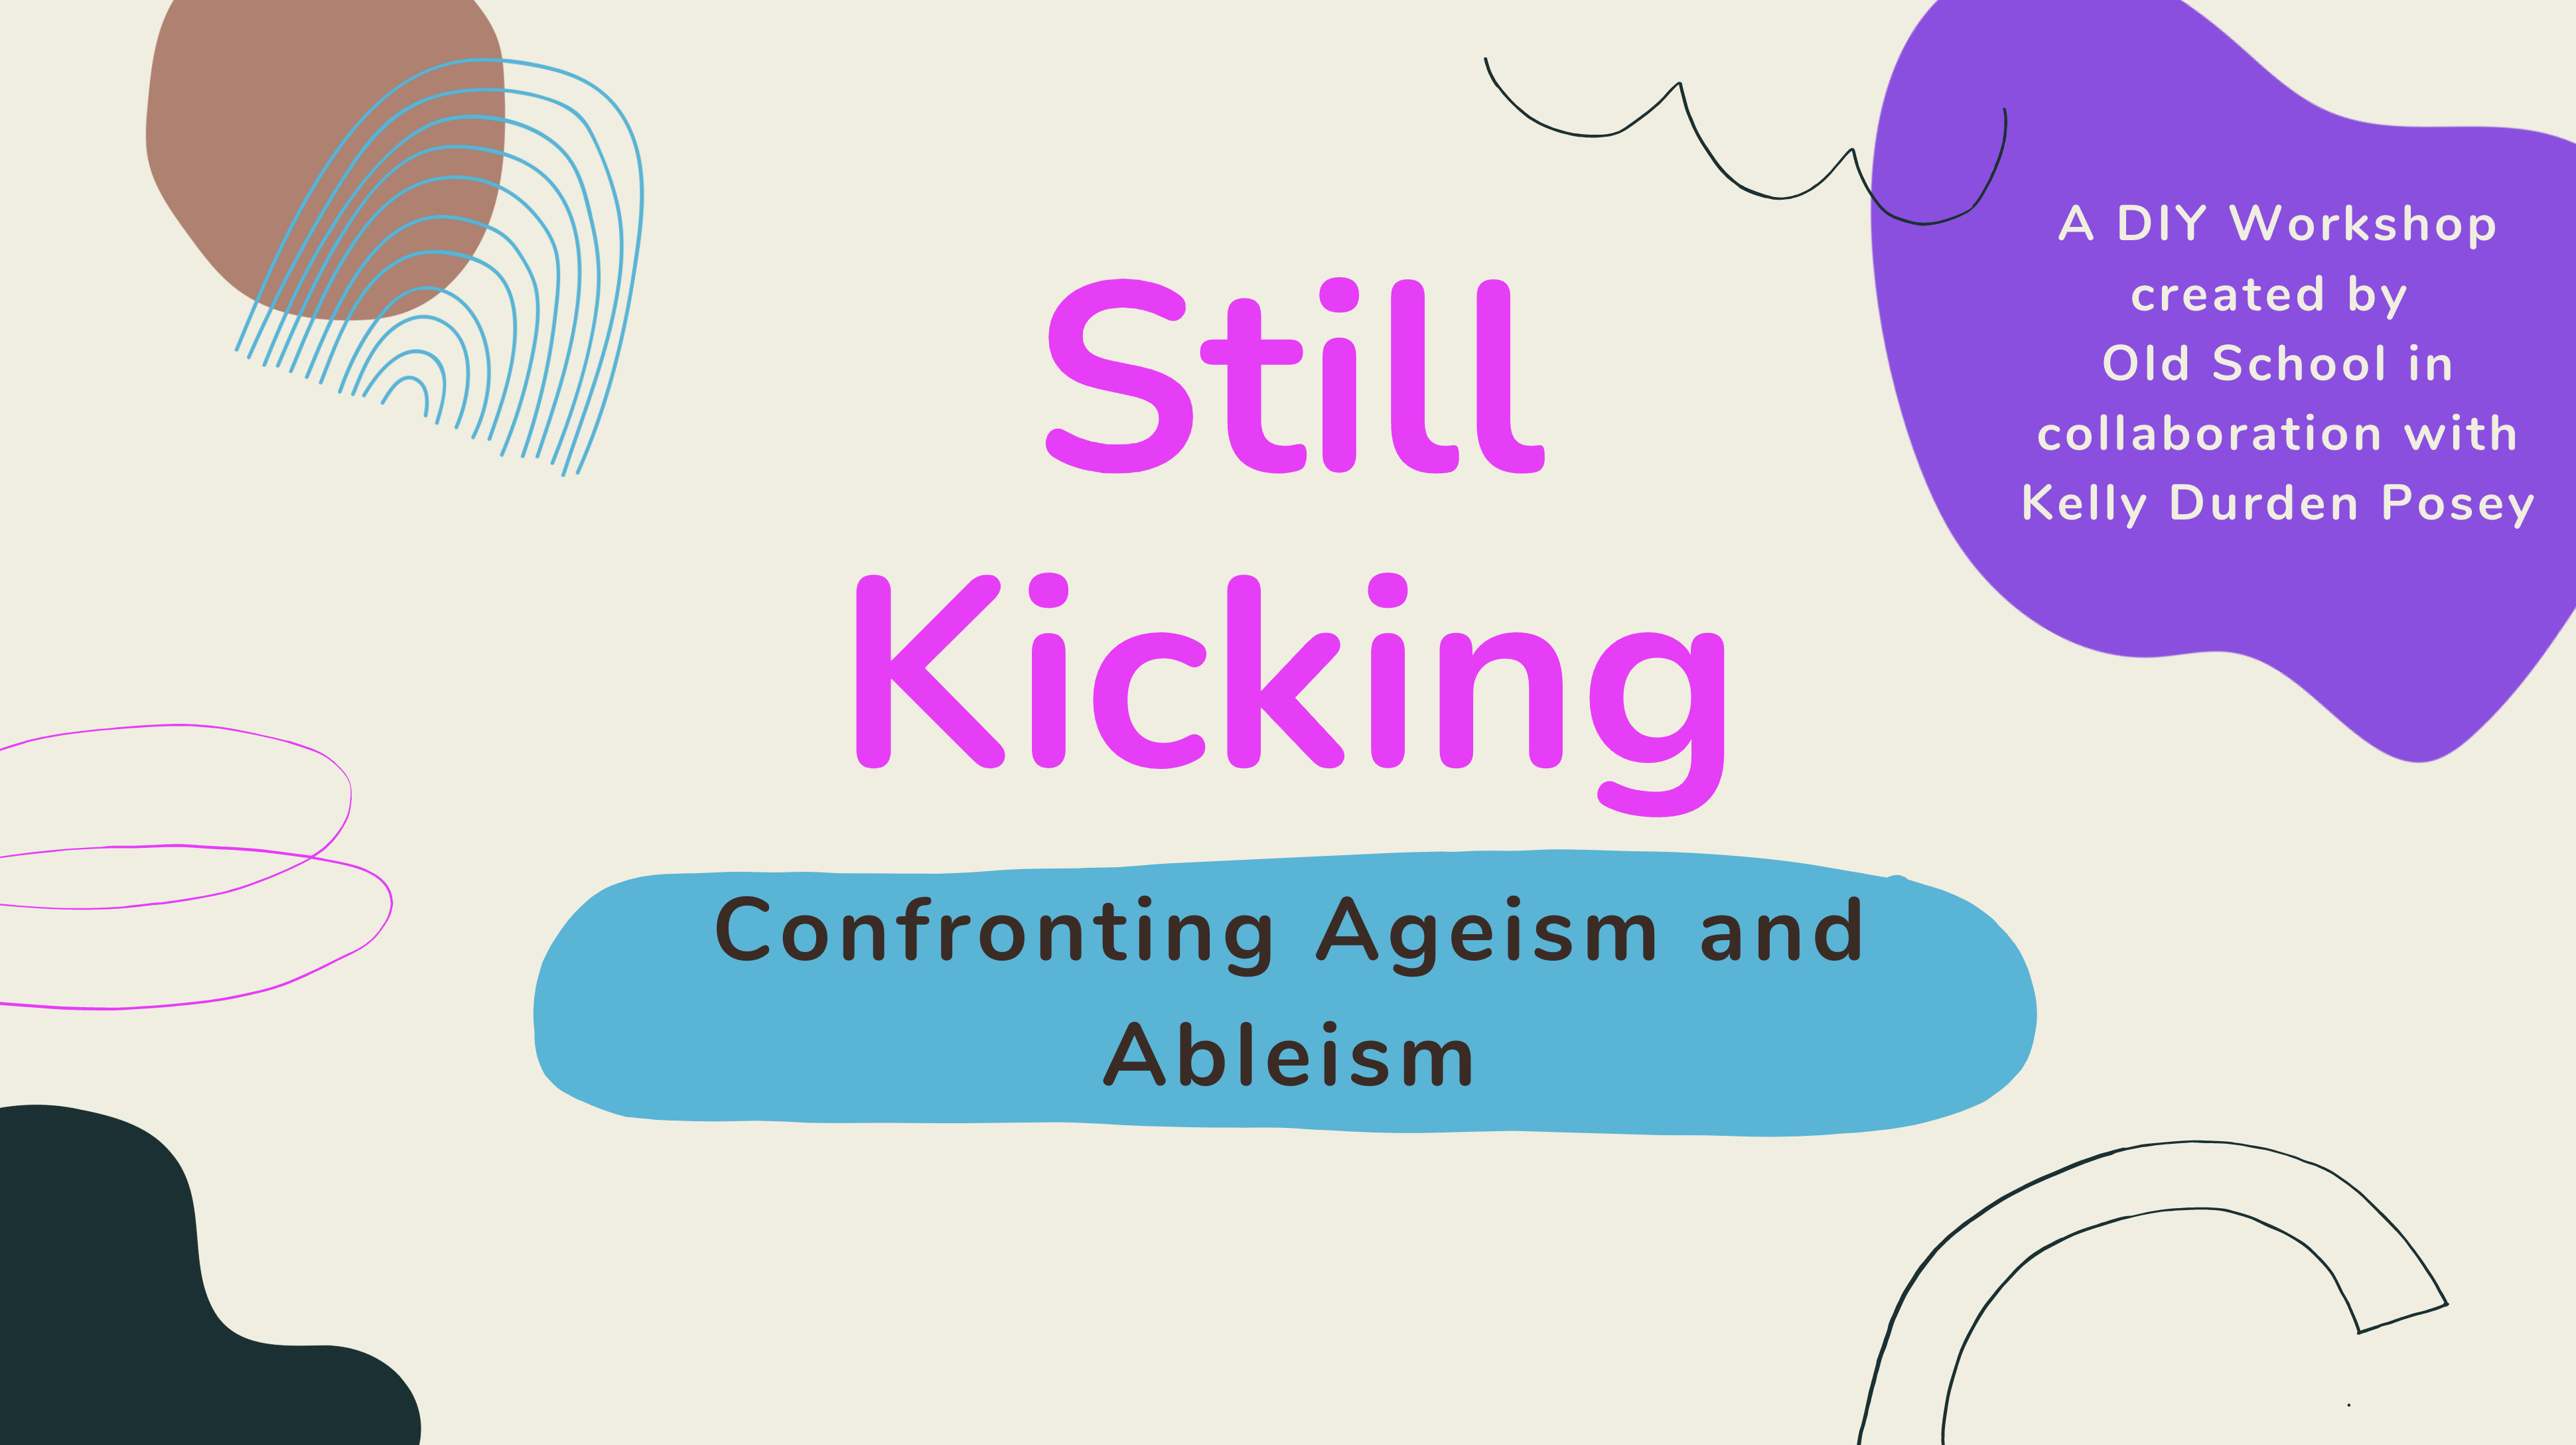 Still
Kicking
Confronting Ageism and
Ableism
A DIY Workshop
created by
Old School in
collaboration with
Kelly Durden Posey